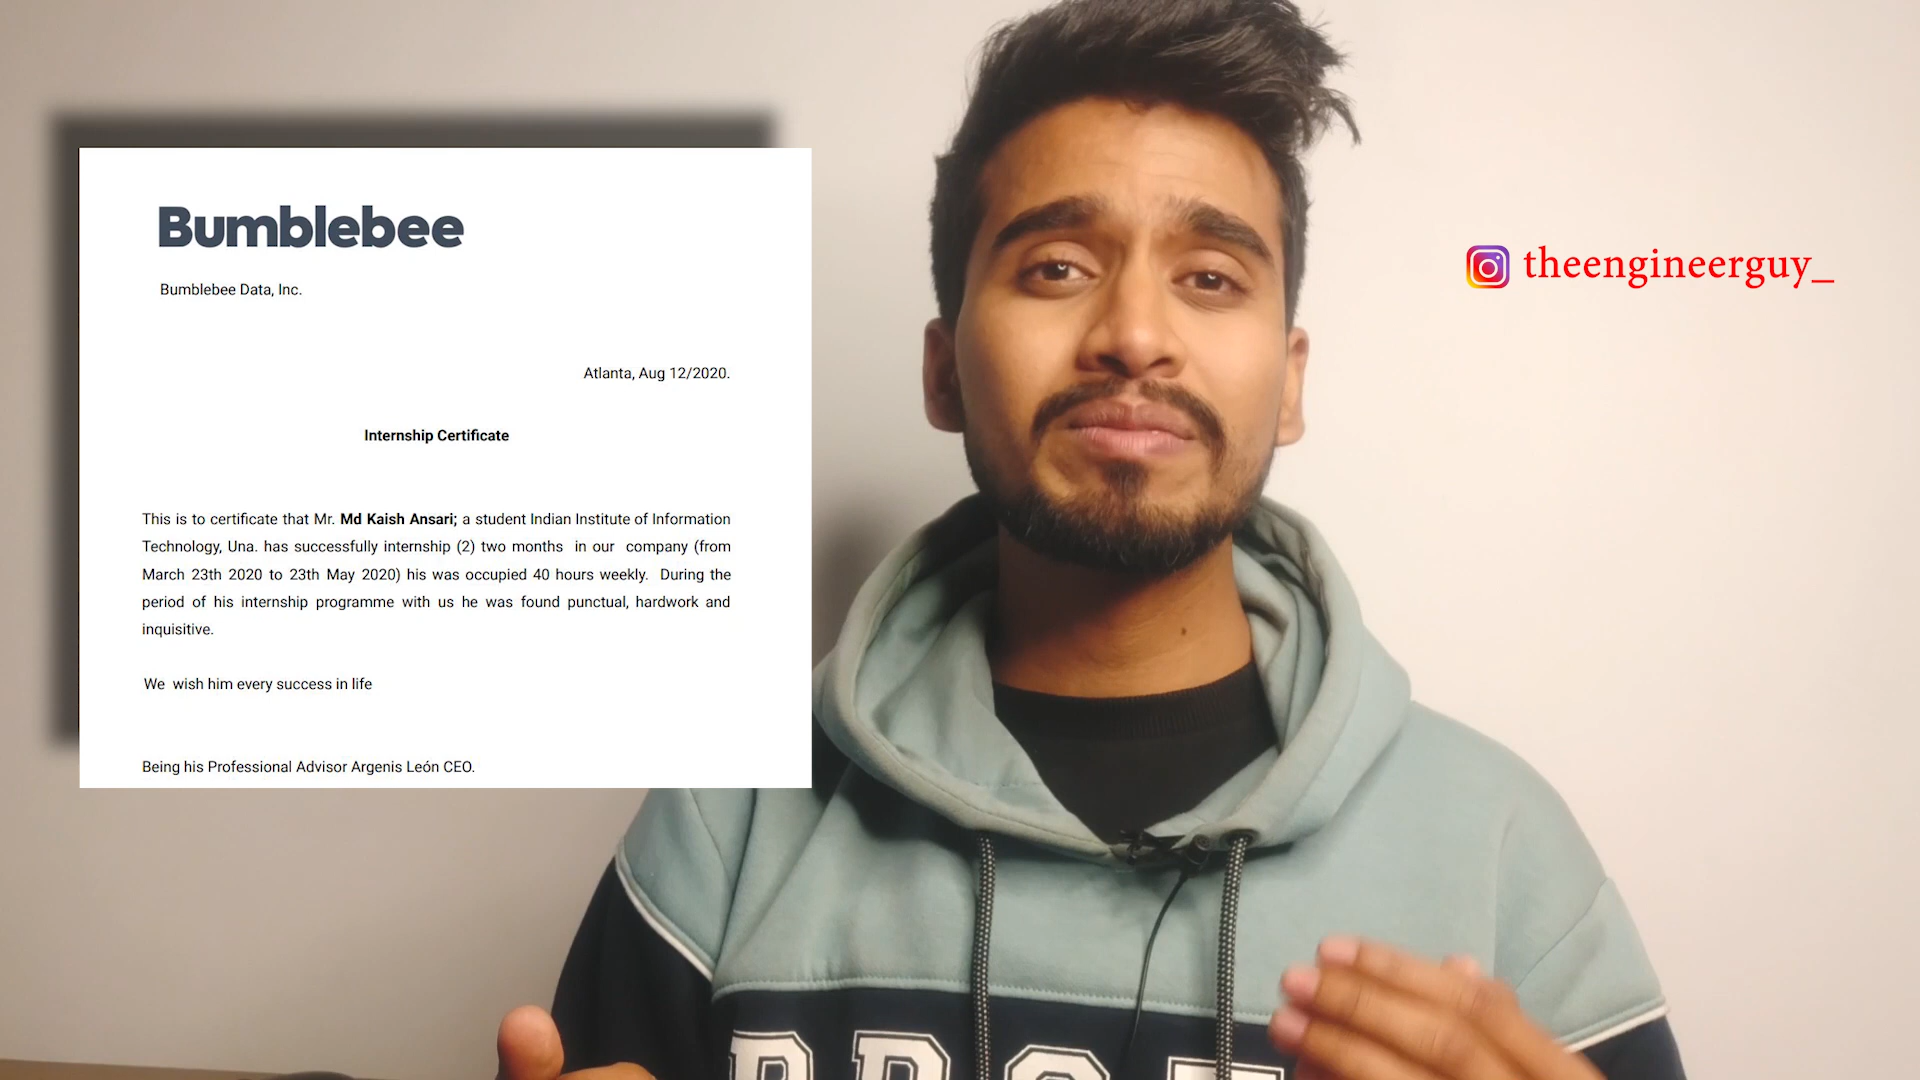 Bumblebee
Bumblebee Data, Inc.
Atlanta, Aug 12/2020.
Internship Certificate
This is to certificate that Mr. Md Kaish Ansari; a student Indian Institute of Information
Technology, Una. has successfully internship (2) two months in our company (from
March 23th 2020 to 23th May 2020) his was occupied 40 hours weekly. During the
period of his internship programme with us he was found punctual, hardwork and
inquisitive.
We wish him every success in life
Being his Professional Advisor Argenis León CEO.
theengineerguy_